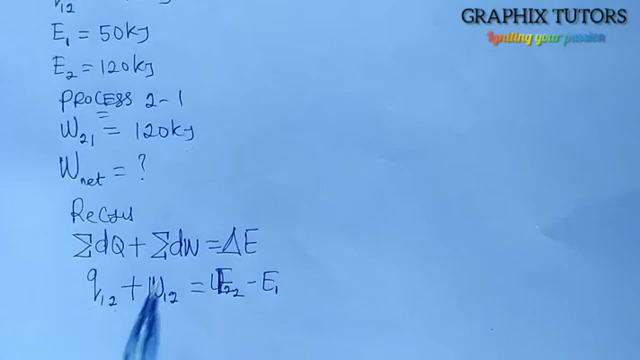 GRAPHIX TUTORS
Igniting your passion
q₁₂
E₁ = 50kJ
E₂ = 120kJ
PROCESS 2-1
W₂₁ = 120kJ
Wnet = ?
Recall
ΣdQ + Σdw = ΔE
q₁₂ + w₁₂ = E₂ - E₁